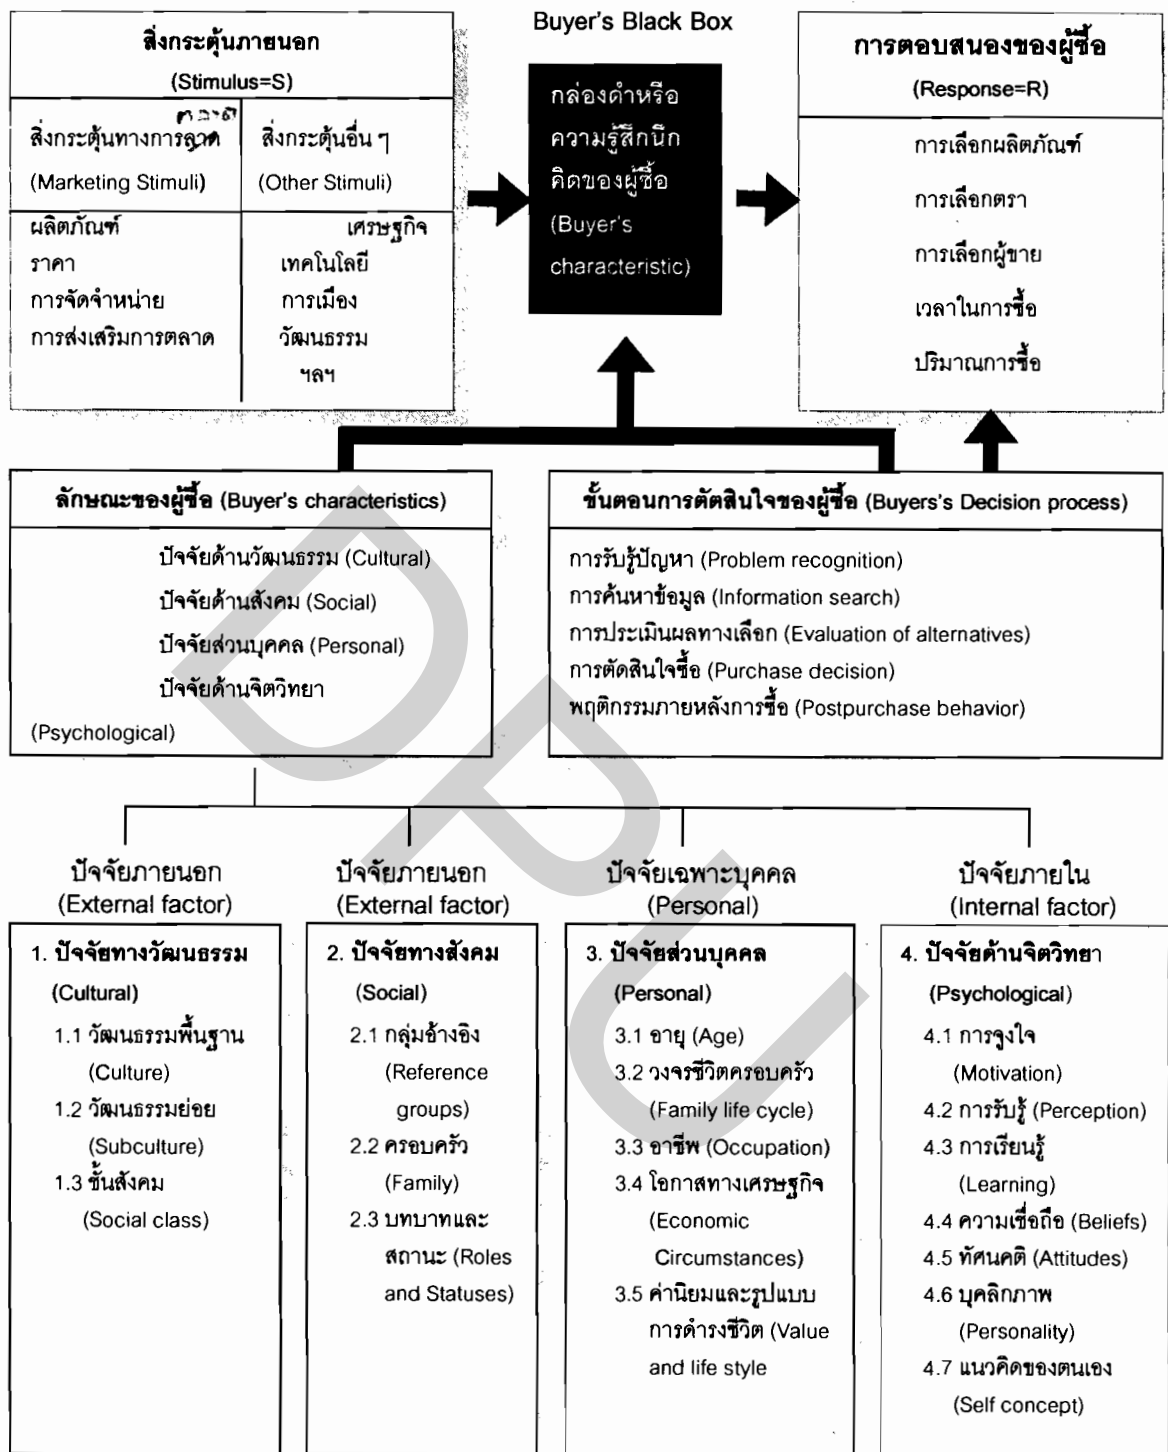 สิ่งกระตุ้นภายนอก
(Stimulus=S)
ตลาด
สิ่งกระตุ้นทางการลาด
(Marketing Stimuli)
สิ่งกระตุ้นอื่น ๆ
(Other Stimuli)
ผลิตภัณฑ์
ราคา
การจัดจำหน่าย
การส่งเสริมการตลาด
เศรษฐกิจ
เทคโนโลยี
การเมือง
วัฒนธรรม
ฯลฯ
Buyer's Black Box
กล่องดำหรือ
ความรู้สึกนึก
คิดของผู้ซื้อ
(Buyer's
characteristic)
การตอบสนองของผู้ซื้อ
(Response=R)
การเลือกผลิตภัณฑ์
การเลือกตรา
การเลือกผู้ขาย
เวลาในการซื้อ
ปริมาณการซื้อ
ลักษณะของผู้ซื้อ (Buyer's characteristics)
ปัจจัยด้านวัฒนธรรม (Cultural)
ปัจจัยด้านสังคม (Social)
ปัจจัยส่วนบุคคล (Personal)
ปัจจัยด้านจิตวิทยา
(Psychological)
ขั้นตอนการตัดสินใจของผู้ซื้อ (Buyers's Decision process)
การรับรู้ปัญหา (Problem recognition)
การค้นหาข้อมูล (Information search)
การประเมินผลทางเลือก (Evaluation of alternatives)
การตัดสินใจซื้อ (Purchase decision)
พฤติกรรมภายหลังการซื้อ (Postpurchase behavior)
ปัจจัยภายนอก
(External factor)
1. ปัจจัยทางวัฒนธรรม
(Cultural)
1.1 วัฒนธรรมพื้นฐาน
(Culture)
1.2 วัฒนธรรมย่อย
(Subculture)
1.3 ชั้นสังคม
(Social class)
ปัจจัยภายนอก
(External factor)
2. ปัจจัยทางสังคม
(Social)
2.1 กลุ่มอ้างอิง
(Reference
groups)
2.2 ครอบครัว
(Family)
2.3 บทบาทและ
สถานะ (Roles
and Statuses)
ปัจจัยเฉพาะบุคคล
(Personal)
3. ปัจจัยส่วนบุคคล
(Personal)
3.1 อายุ (Age)
3.2 วงจรชีวิตครอบครัว
(Family life cycle)
3.3 อาชีพ (Occupation)
3.4 โอกาสทางเศรษฐกิจ
(Economic
Circumstances)
3.5 ค่านิยมและรูปแบบ
การดำรงชีวิต (Value
and life style
ปัจจัยภายใน
(Internal factor)
4. ปัจจัยด้านจิตวิทยา
(Psychological)
4.1 การจูงใจ
(Motivation)
4.2 การรับรู้ (Perception)
4.3 การเรียนรู้
(Learning)
4.4 ความเชื่อถือ (Beliefs)
4.5 ทัศนคติ (Attitudes)
4.6 บุคลิกภาพ
(Personality)
4.7 แนวคิดของตนเอง
(Self concept)
DPU